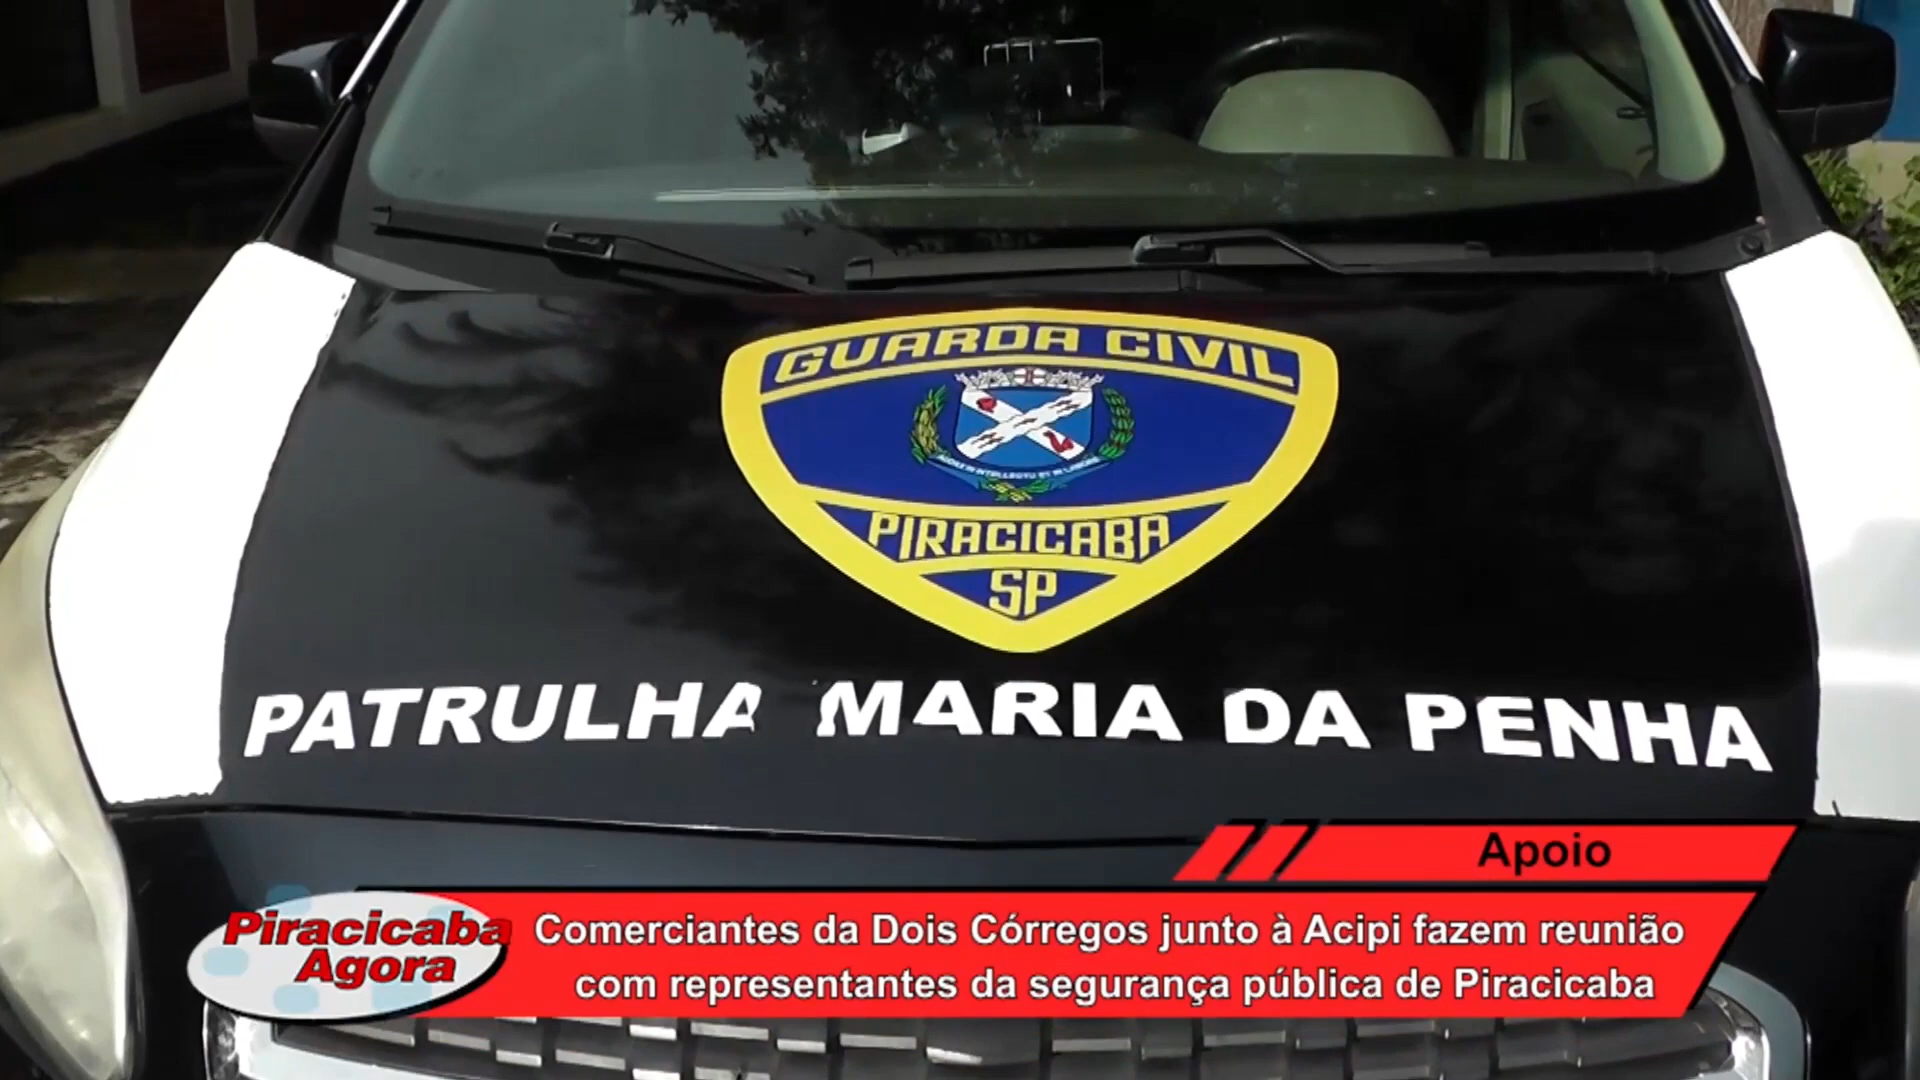 GUARDA CIVIL
PIRACICABA
SP
PATRULHA MARIA DA PENHA
Apoio
Piracicaba
Agora
Comerciantes da Dois Córregos junto à Acipi fazem reunião
com representantes da segurança pública de Piracicaba